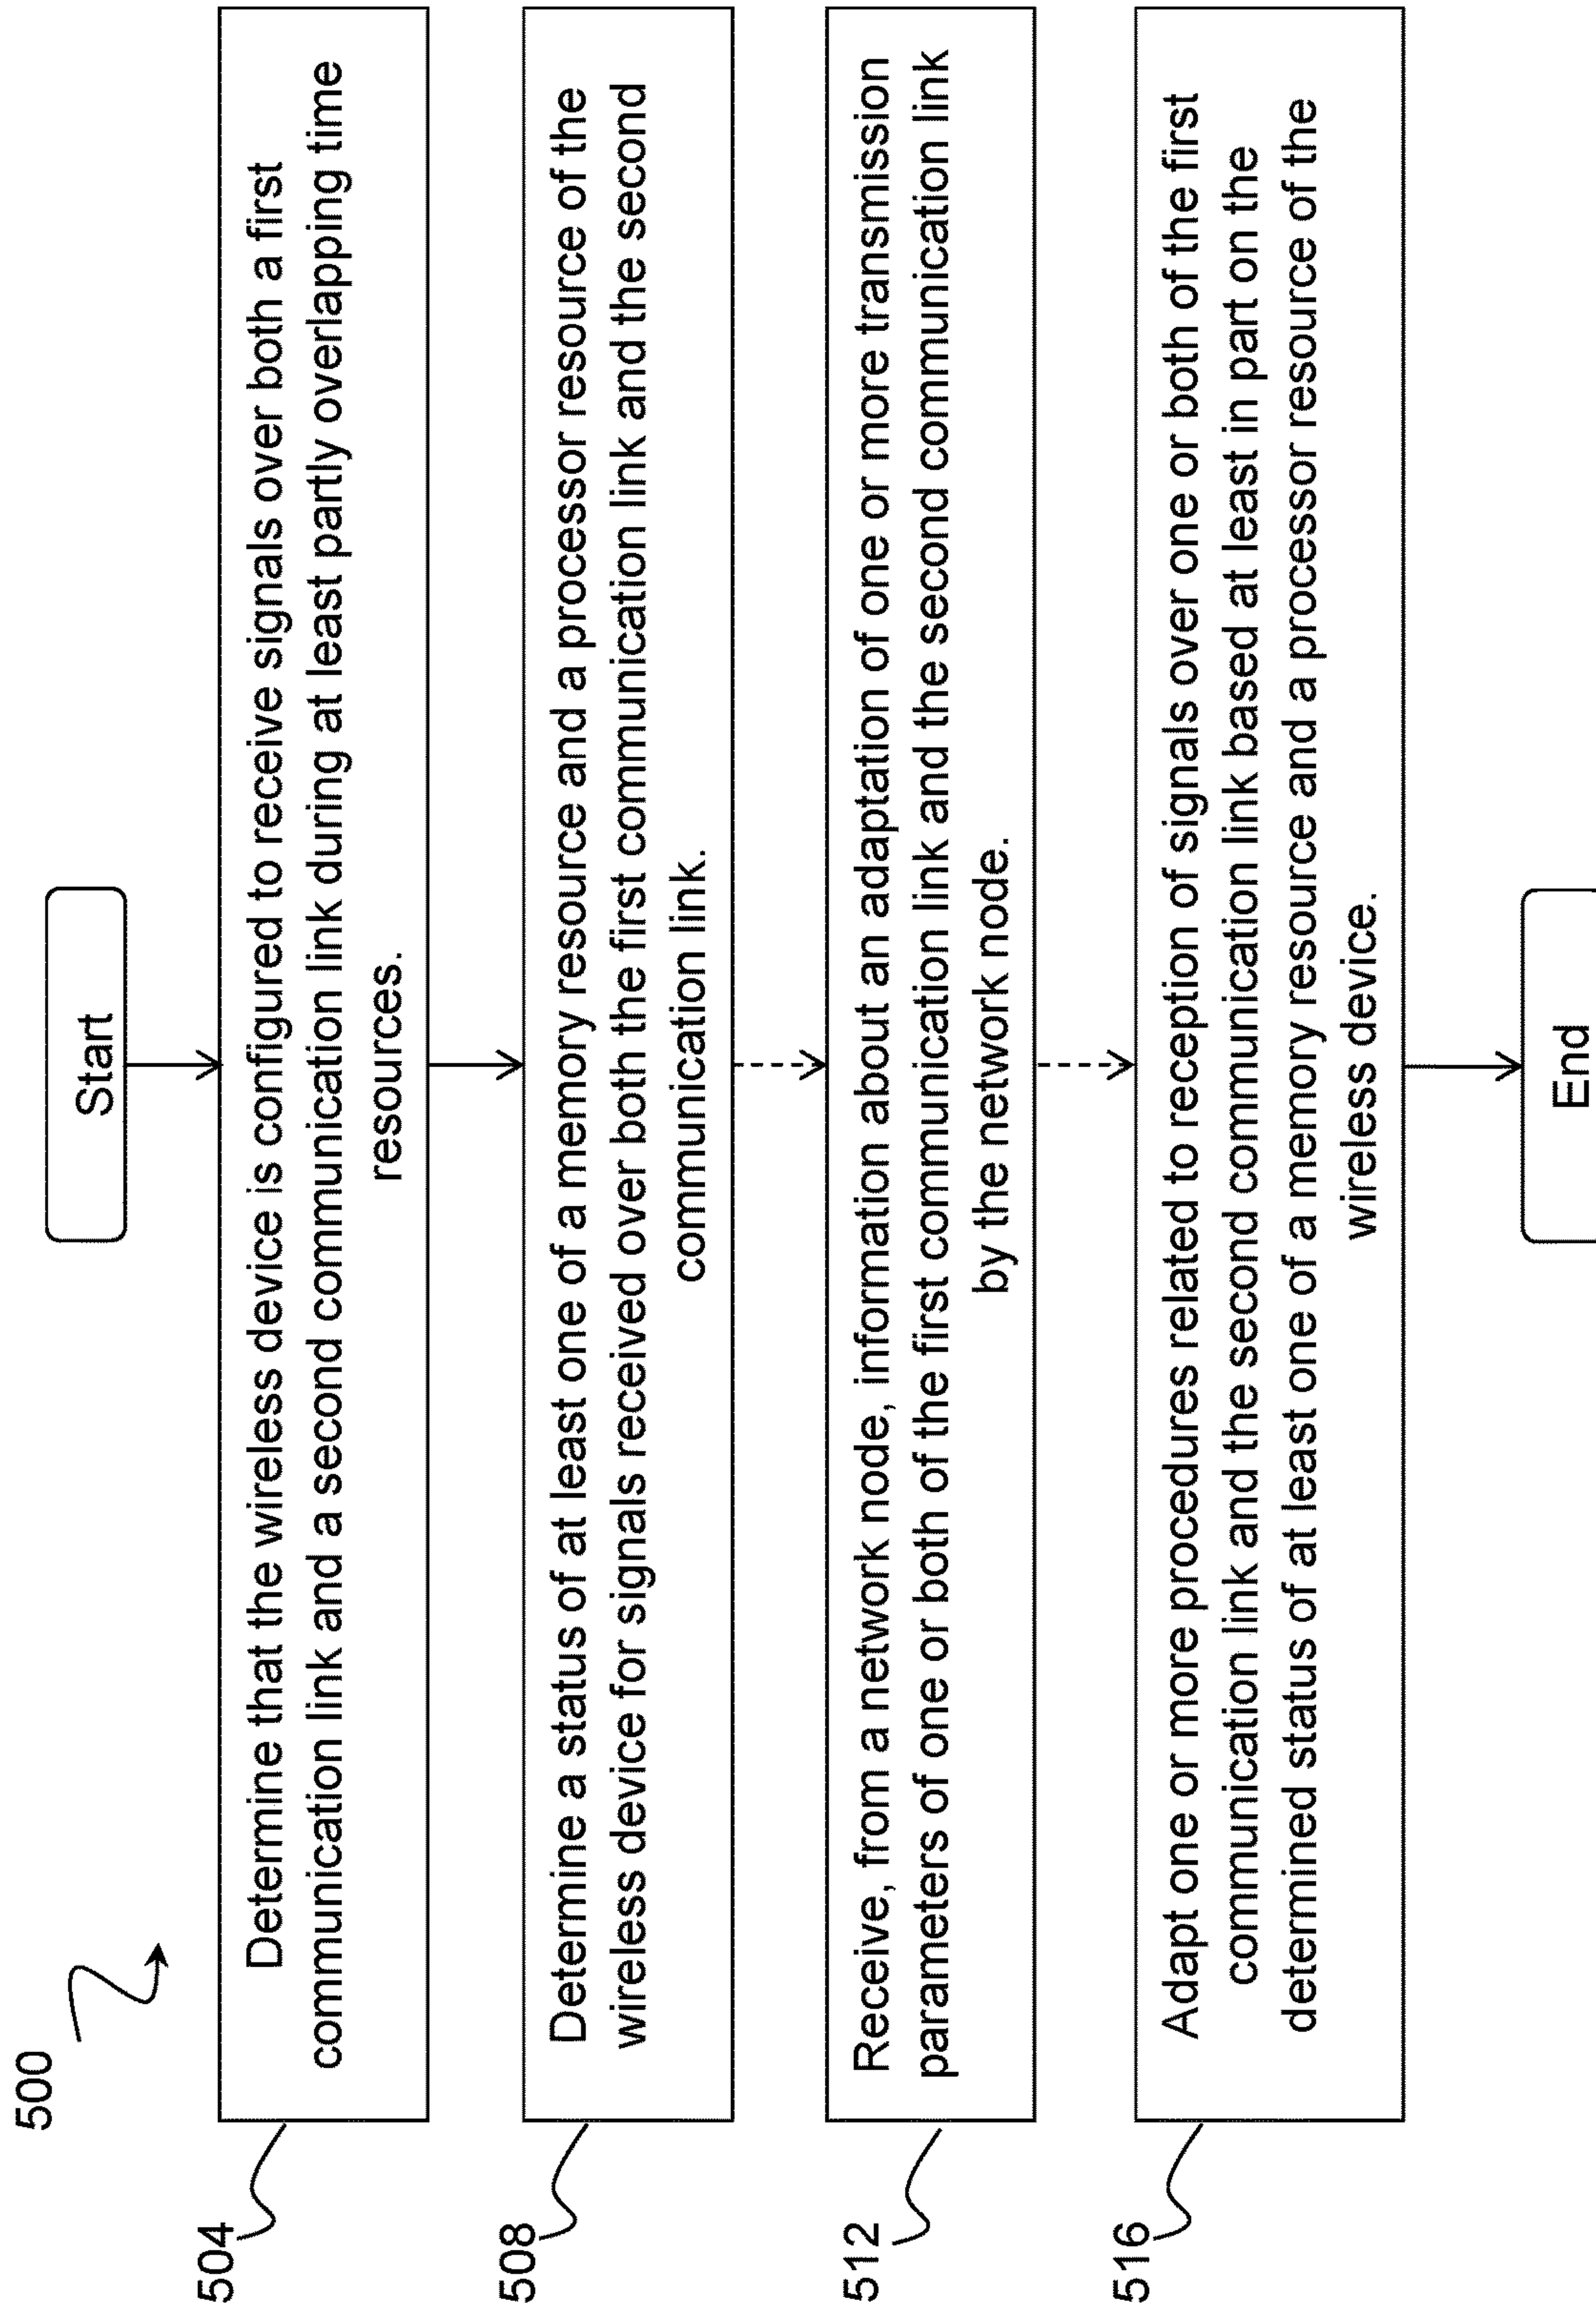 500
Start
504
Determine that the wireless device is configured to receive signals over both a first
communication link and a second communication link during at least partly overlapping time
resources.
508
Determine a status of at least one of a memory resource and a processor resource of the
wireless device for signals received over both the first communication link and the second
communication link.
512
Receive, from a network node, information about an adaptation of one or more transmission
parameters of one or both of the first communication link and the second communication link
by the network node.
516
Adapt one or more procedures related to reception of signals over one or both of the first
communication link and the second communication link based at least in part on the
determined status of at least one of a memory resource and a processor resource of the
wireless device.
End